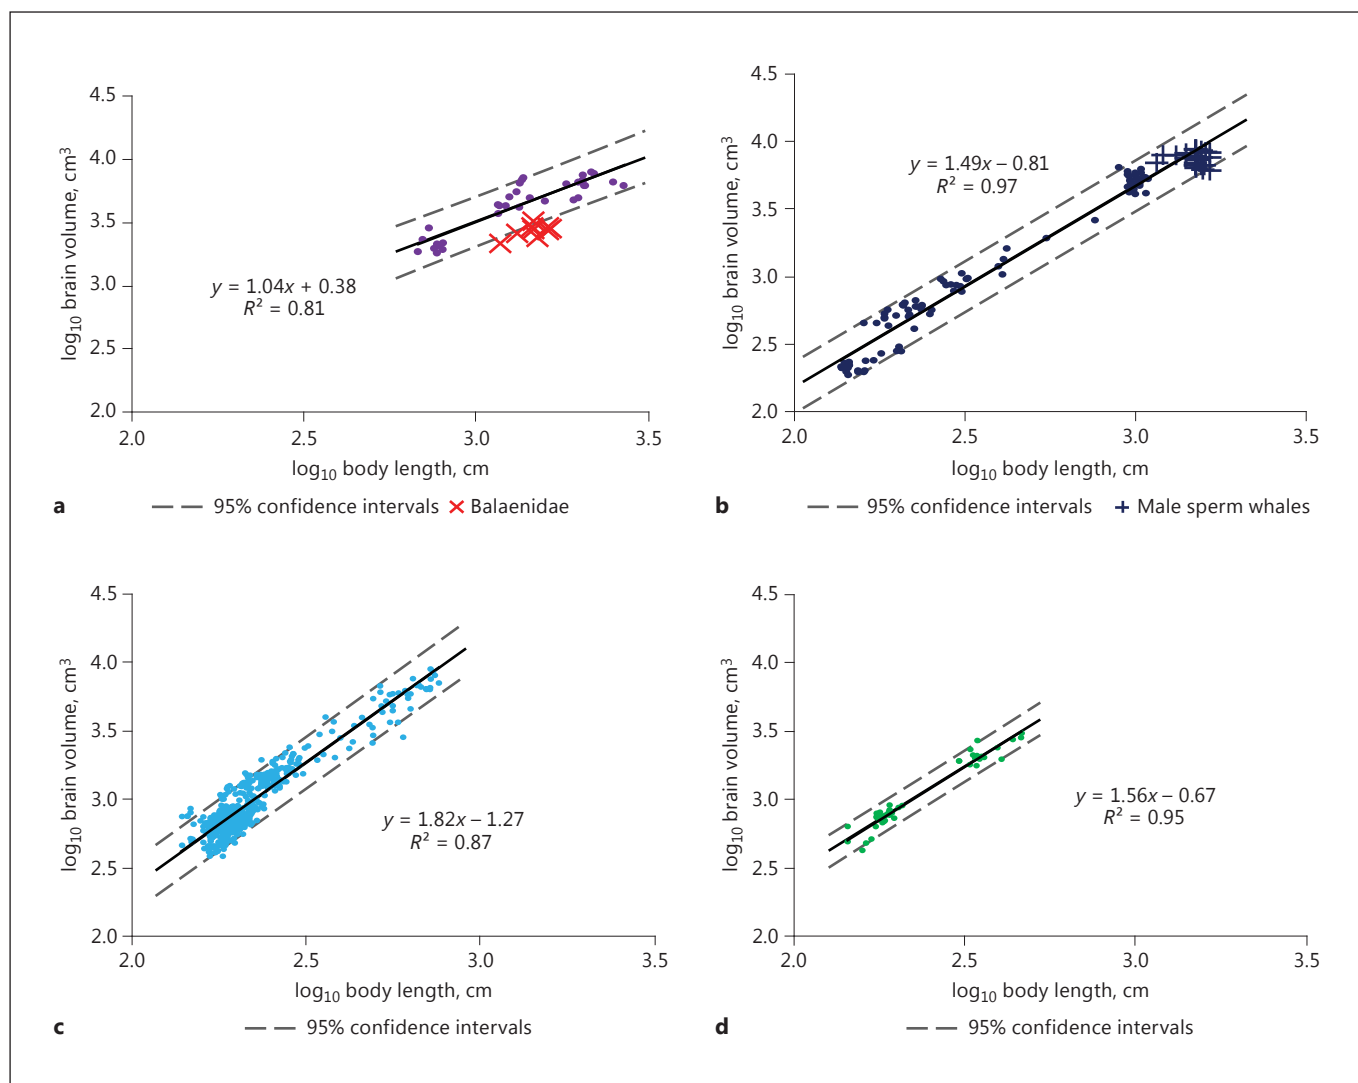 4.5
4.0
3.5
3.0
2.5
2.0
log₁₀ brain volume, cm³
y = 1.04x + 0.38
R² = 0.81
2.0 2.5 3.0 3.5
log₁₀ body length, cm
a
95% confidence intervals Balaenidae
4.5
4.0
3.5
3.0
2.5
2.0
log₁₀ brain volume, cm³
y = 1.49x – 0.81
R² = 0.97
2.0 2.5 3.0 3.5
log₁₀ body length, cm
b
95% confidence intervals Male sperm whales
4.5
4.0
3.5
3.0
2.5
2.0
log₁₀ brain volume, cm³
y = 1.82x – 1.27
R² = 0.87
2.0 2.5 3.0 3.5
log₁₀ body length, cm
c
95% confidence intervals
4.5
4.0
3.5
3.0
2.5
2.0
log₁₀ brain volume, cm³
y = 1.56x – 0.67
R² = 0.95
2.0 2.5 3.0 3.5
log₁₀ body length, cm
d
95% confidence intervals